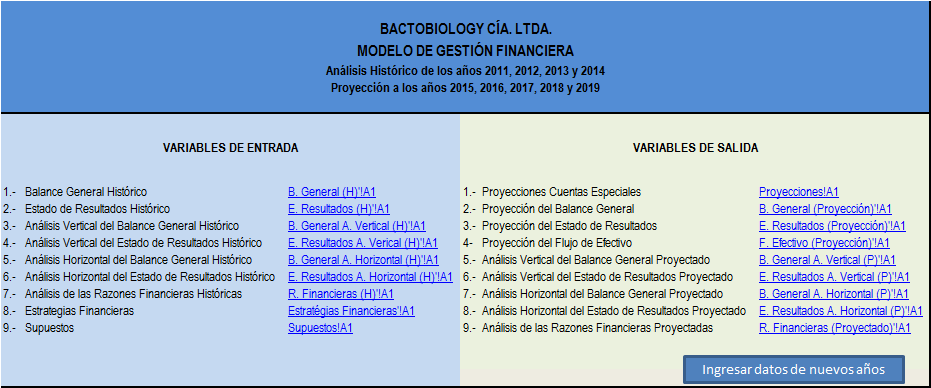 BACTOBIOLOGY CÍA. LTDA.
MODELO DE GESTIÓN FINANCIERA
Análisis Histórico de los años 2011, 2012, 2013 y 2014
Proyección a los años 2015, 2016, 2017, 2018 y 2019
VARIABLES DE ENTRADA
1.- Balance General Histórico B. General (H)'!A1
2.- Estado de Resultados Histórico E. Resultados (H)'!A1
3.- Análisis Vertical del Balance General Histórico B. General A. Vertical (H)'!A1
4.- Análisis Vertical del Estado de Resultados Histórico E. Resultados A. Verical (H)'!A1
5.- Análisis Horizontal del Balance General Histórico B. General A. Horizontal (H)'!A1
6.- Análisis Horizontal del Estado de Resultados Histórico E. Resultados A. Horizontal (H)'!A1
7.- Análisis de las Razones Financieras Históricas R. Financieras (H)'!A1
8.- Estrategias Financieras Estratégias Financieras'!A1
9.- Supuestos Supuestos!A1
VARIABLES DE SALIDA
1.- Proyecciones Cuentas Especiales Proyecciones!A1
2.- Proyección del Balance General B. General (Proyección)'!A1
3.- Proyección del Estado de Resultados E. Resultados (Proyección)'!A1
4- Proyección del Flujo de Efectivo F. Efectivo (Proyección)'!A1
5.- Análisis Vertical del Balance General Proyectado B. General A. Vertical (P)'!A1
6.- Análisis Vertical del Estado de Resultados Proyectado E. Resultados A. Vertical (P)'!A1
7.- Análisis Horizontal del Balance General Proyectado B. General A. Horizontal (P)'!A1
8.- Análisis Horizontal del Estado de Resultados Proyectado E. Resultados A. Horizontal (P)'!A1
9.- Análisis de las Razones Financieras Proyectadas R. Financieras (Proyectado)'!A1
Ingresar datos de nuevos años